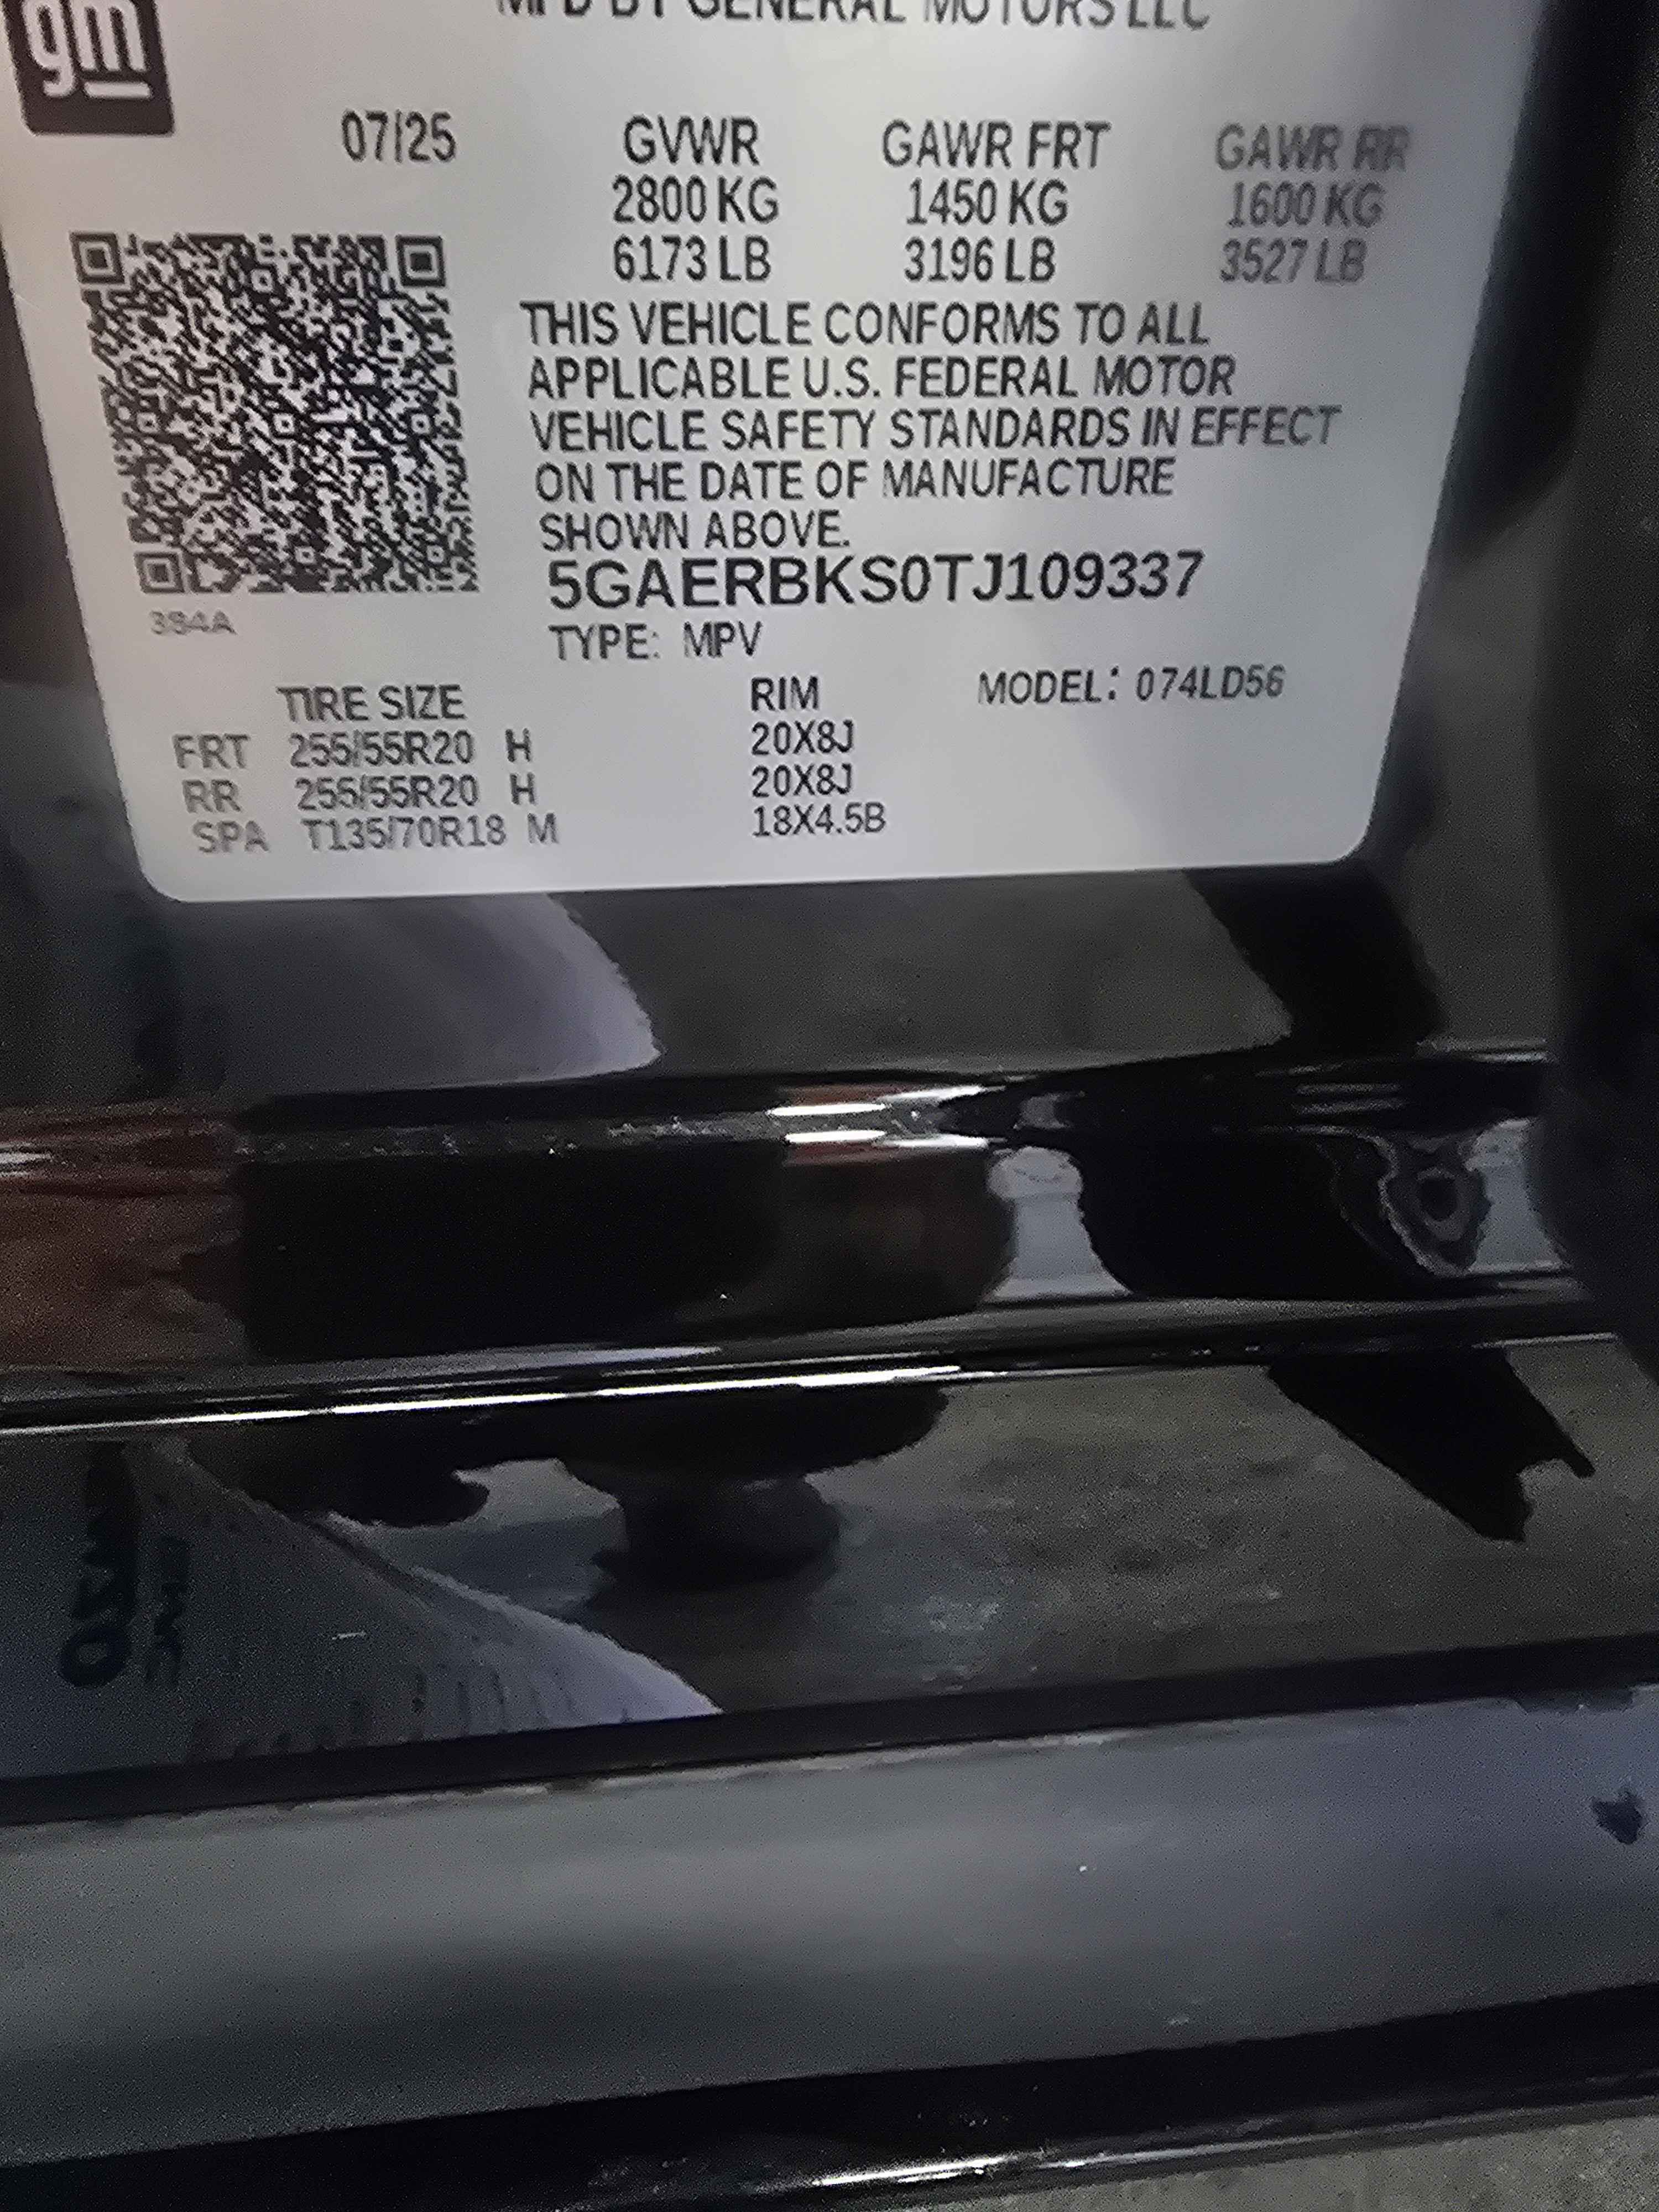 gm
MFD BY GENERAL MOTORS LLC
07/25 GVWR GAWR FRT GAWR RR
2800 KG 1450 KG 1600 KG
6173 LB 3196 LB 3527 LB
THIS VEHICLE CONFORMS TO ALL
APPLICABLE U.S. FEDERAL MOTOR
VEHICLE SAFETY STANDARDS IN EFFECT
ON THE DATE OF MANUFACTURE
SHOWN ABOVE.
5GAERBKS0TJ109337
384A
TYPE: MPV
TIRE SIZE RIM MODEL: 074LD56
FRT 255/55R20 H 20X8J
RR 255/55R20 H 20X8J
SPA T135/70R18 M 18X4.5B